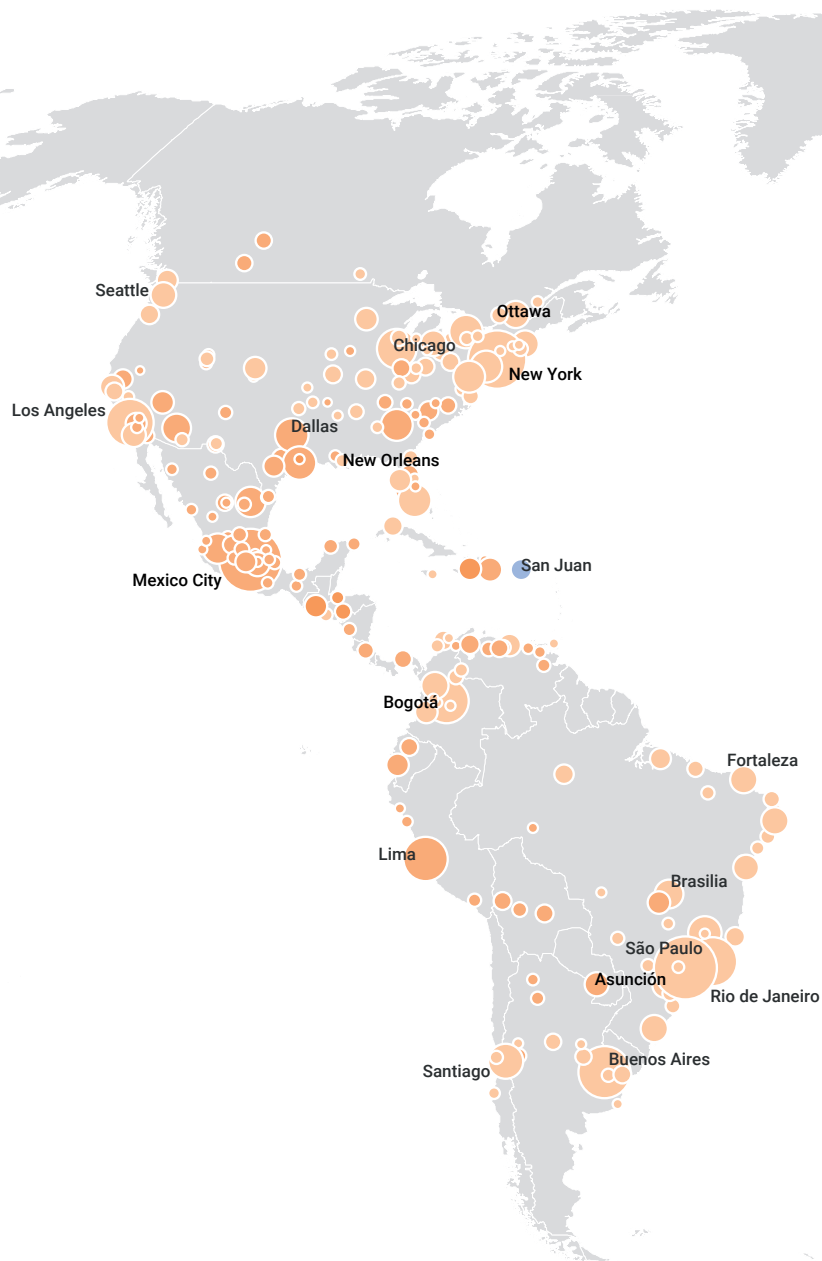 Seattle
Ottawa
Chicago
New York
Los Angeles
Dallas
New Orleans
San Juan
Mexico City
Bogotá
Fortaleza
Lima
Brasilia
São Paulo
Asunción
Rio de Janeiro
Buenos Aires
Santiago